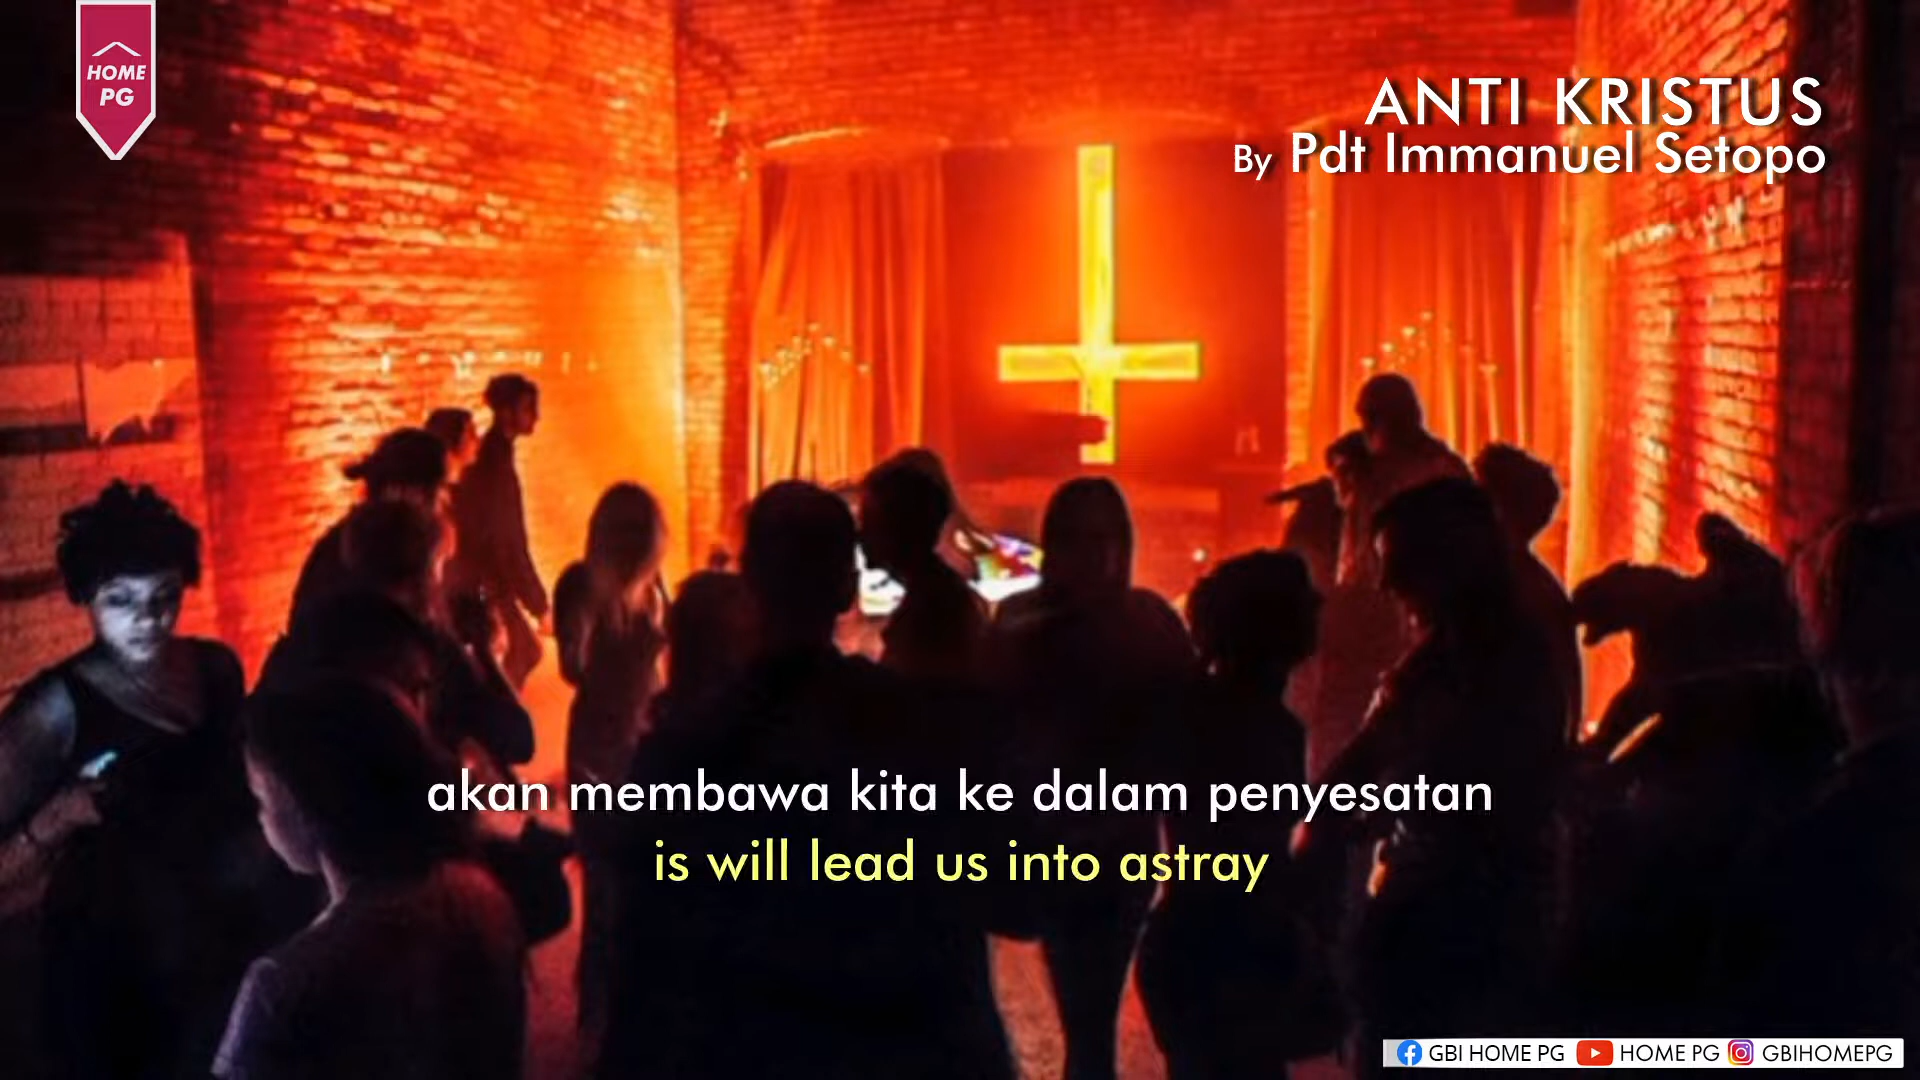 HOME
PG
ANTI KRISTUS
By Pdt Immanuel Setopo
akan membawa kita ke dalam penyesatan
is will lead us into astray
GBI HOME PG HOME PG GBIHOMEPG